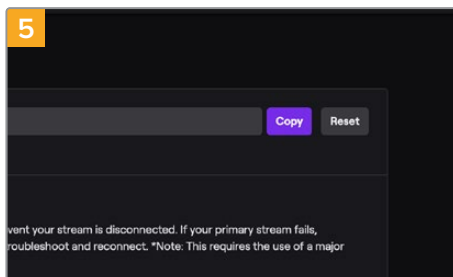 5
Copy Reset
vent your stream is disconnected. If your primary stream fails,
roubleshoot and reconnect. *Note: This requires the use of a major